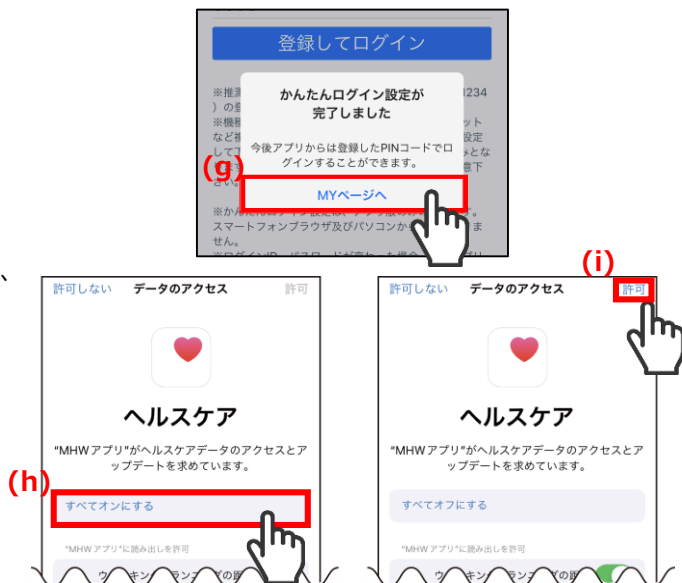 登録してログイン
かんたんログイン設定が
完了しました
今後アプリからは登録したPINコードでロ
グインすることができます。
(g)
MYページへ
スマートフォンブラウザ及びパソコンか
せん。
、
許可しない データのアクセス 許可
ヘルスケア
"MHWアプリ"がヘルスケアデータのアクセスとア
ップデートを求めています。
(h)
すべてオンにする
"MHWアプリ"に読み出しを許可
(i)
許可しない データのアクセス 許可
ヘルスケア
"MHWアプリ"がヘルスケアデータのアクセスとア
ップデートを求めています。
すべてオフにする
"MHWアプリ"に読み出しを許可